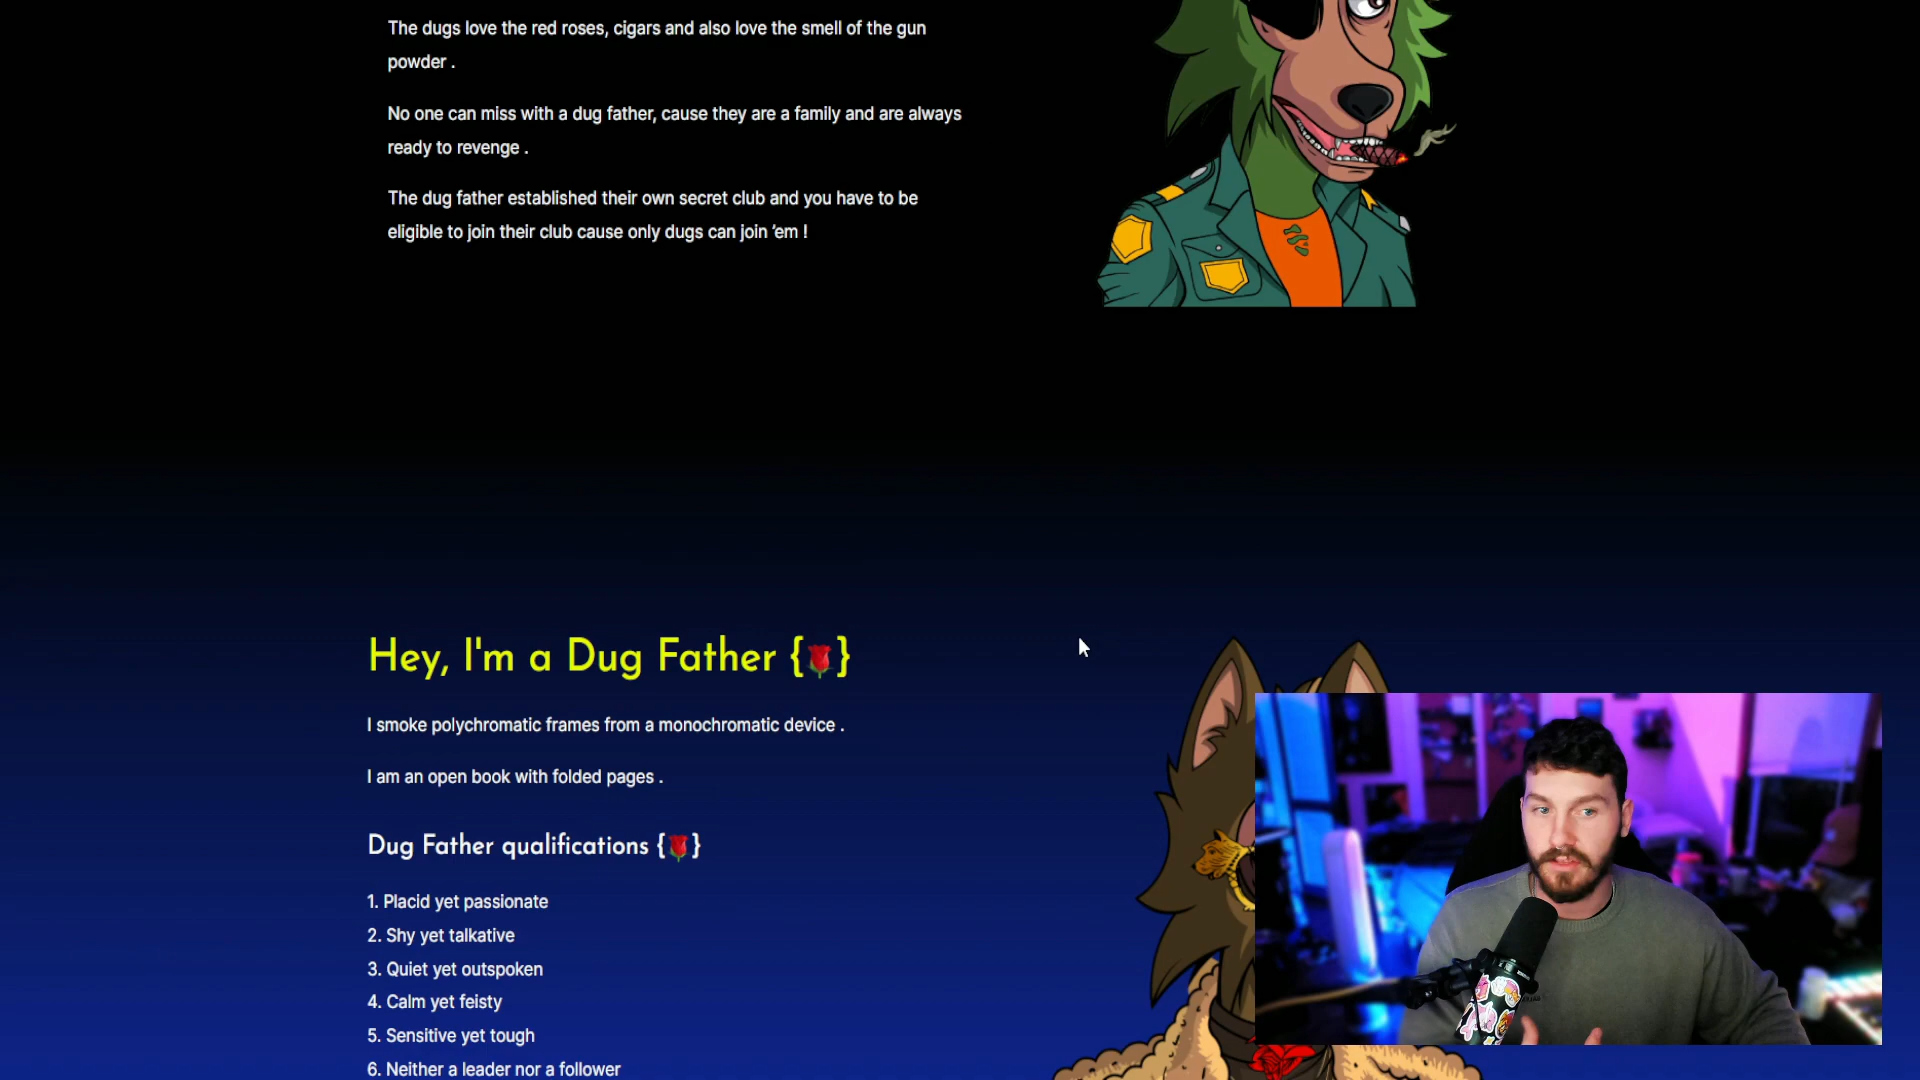 The dugs love the red roses, cigars and also love the smell of the gun
powder .
No one can miss with a dug father, cause they are a family and are always
ready to revenge .
The dug father established their own secret club and you have to be
eligible to join their club cause only dugs can join ‘em !
Hey, I'm a Dug Father {🌹}
I smoke polychromatic frames from a monochromatic device .
I am an open book with folded pages .
Dug Father qualifications {🌹}
1. Placid yet passionate
2. Shy yet talkative
3. Quiet yet outspoken
4. Calm yet feisty
5. Sensitive yet tough
6. Neither a leader nor a follower